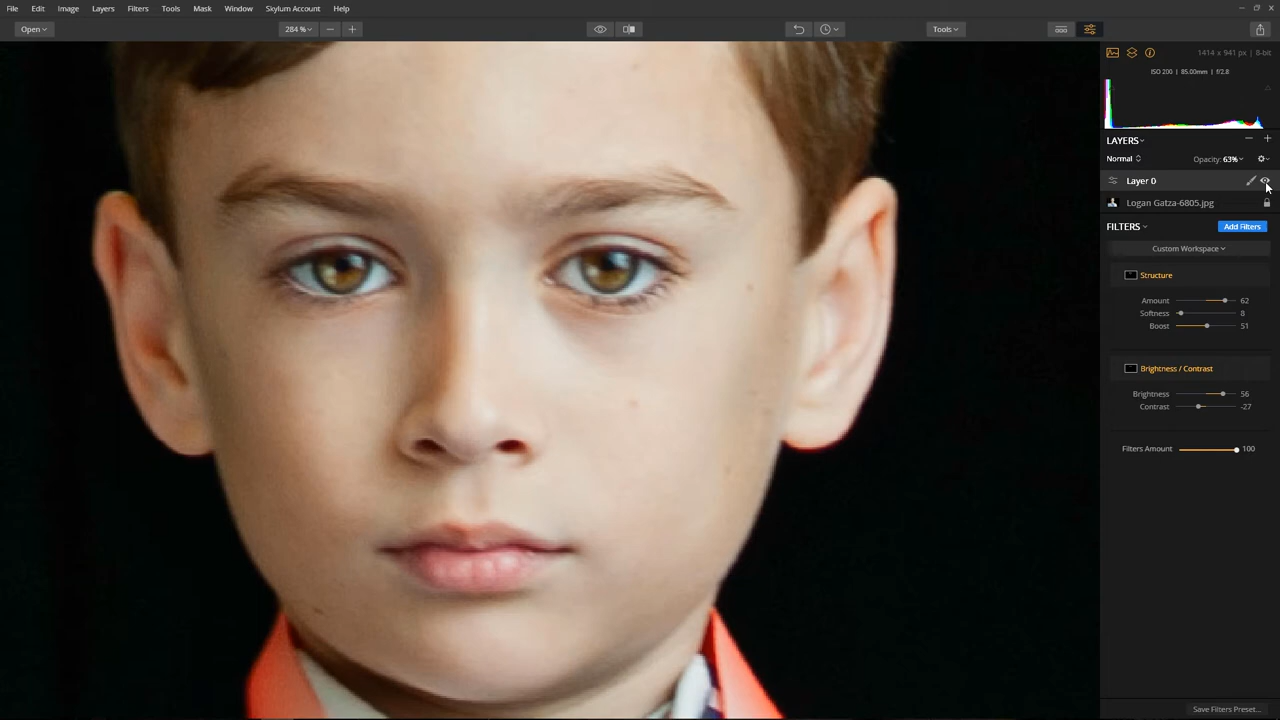 File Edit Image Layers Filters Tools Mask Window Skylum Account Help
Open 284 % Tools
1414 x 941 px | 8-bit
ISO 200 | 85.00mm | f/2.8
LAYERS
Normal Opacity: 63%
Layer 0
Logan Gatza-6805.jpg
FILTERS Add Filters
Custom Workspace
Structure
Amount 62
Softness 8
Boost 51
Brightness / Contrast
Brightness 56
Contrast -27
Filters Amount 100
Save Filters Preset...